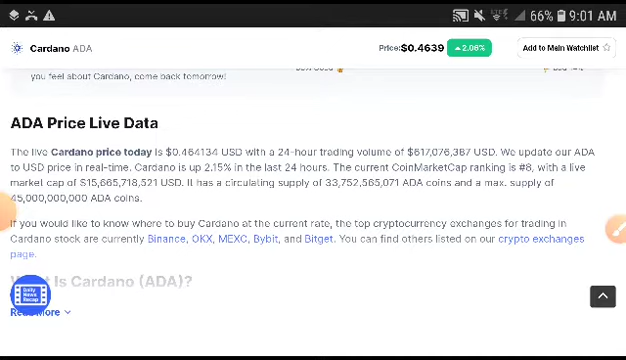 66% 9:01 AM
Cardano ADA Price: $0.4639 2.06% Add to Main Watchlist
you feel about Cardano, come back tomorrow!
ADA Price Live Data
The live Cardano price today is $0.464134 USD with a 24-hour trading volume of $617,076,387 USD. We update our ADA
to USD price in real-time. Cardano is up 2.15% in the last 24 hours. The current CoinMarketCap ranking is #8, with a live
market cap of $15,665,718,521 USD. It has a circulating supply of 33,752,565,071 ADA coins and a max. supply of
45,000,000,000 ADA coins.
If you would like to know where to buy Cardano at the current rate, the top cryptocurrency exchanges for trading in
Cardano stock are currently Binance, OKX, MEXC, Bybit, and Bitget. You can find others listed on our crypto exchanges
page.
Is Cardano (ADA)?
Daily
News
Recap
Read More